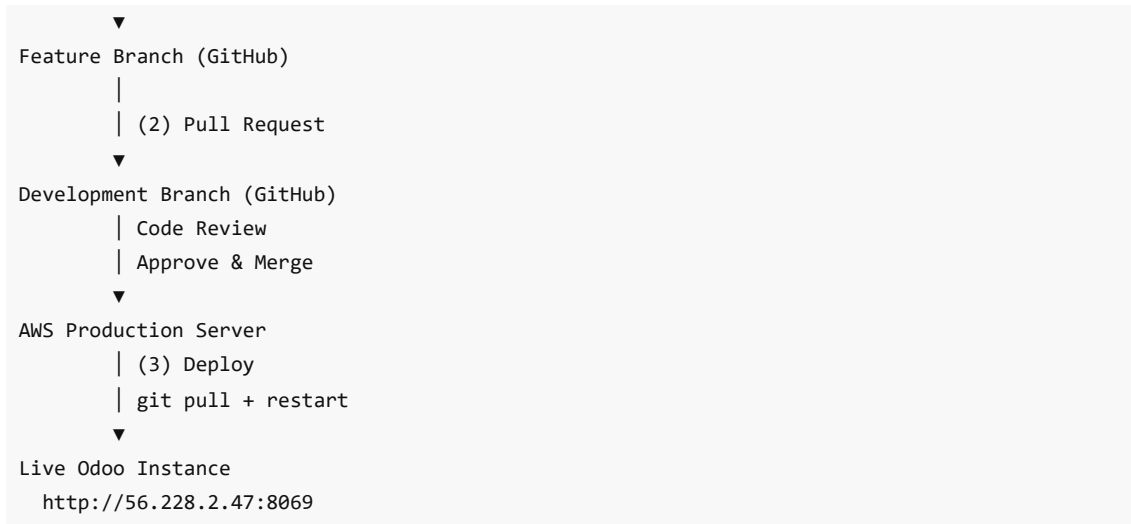 ▼
Feature Branch (GitHub)
│
│ (2) Pull Request
▼
Development Branch (GitHub)
│ Code Review
│ Approve & Merge
▼
AWS Production Server
│ (3) Deploy
│ git pull + restart
▼
Live Odoo Instance
http://56.228.2.47:8069